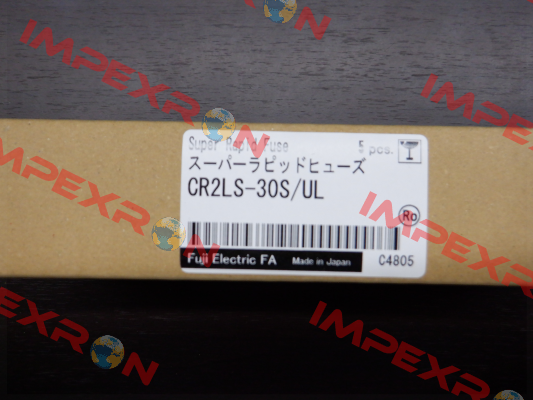 Super Rapid Fuse 5 pcs.
スーパーラピッドヒューズ
CR2LS-30S/UL
Ro
Fuji Electric FA Made in Japan C4805
IMPEXRON
IMPEXRON
IMPEXRON
IMPEXRON
IMPEXRON
IMPEXRON